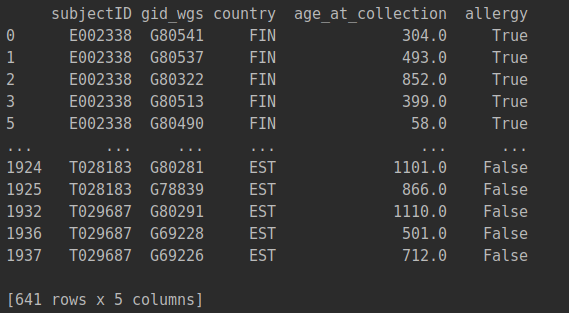 subjectID gid_wgs country age_at_collection allergy
0 E002338 G80541 FIN 304.0 True
1 E002338 G80537 FIN 493.0 True
2 E002338 G80322 FIN 852.0 True
3 E002338 G80513 FIN 399.0 True
5 E002338 G80490 FIN 58.0 True
... ... ... ... ... ...
1924 T028183 G80281 EST 1101.0 False
1925 T028183 G78839 EST 866.0 False
1932 T029687 G80291 EST 1110.0 False
1936 T029687 G69228 EST 501.0 False
1937 T029687 G69226 EST 712.0 False
[641 rows x 5 columns]